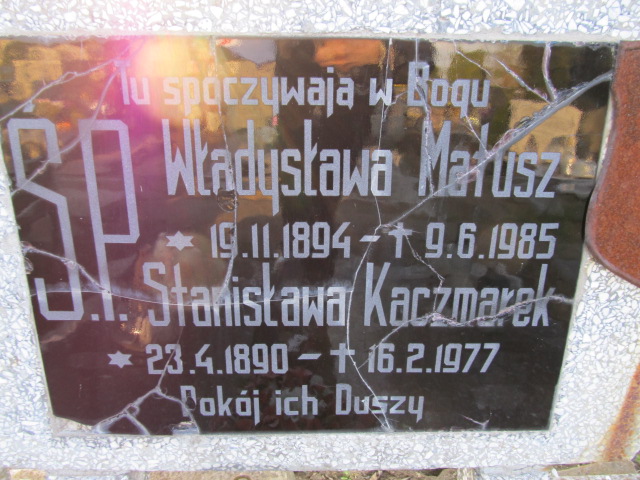 Tu spoczywają w Bogu
Ś.P. Władysława Matusz
* 19.11.1894 – † 9.6.1985
Stanisława Kaczmarek
* 23.4.1890 – † 16.2.1977
Pokój ich Duszy